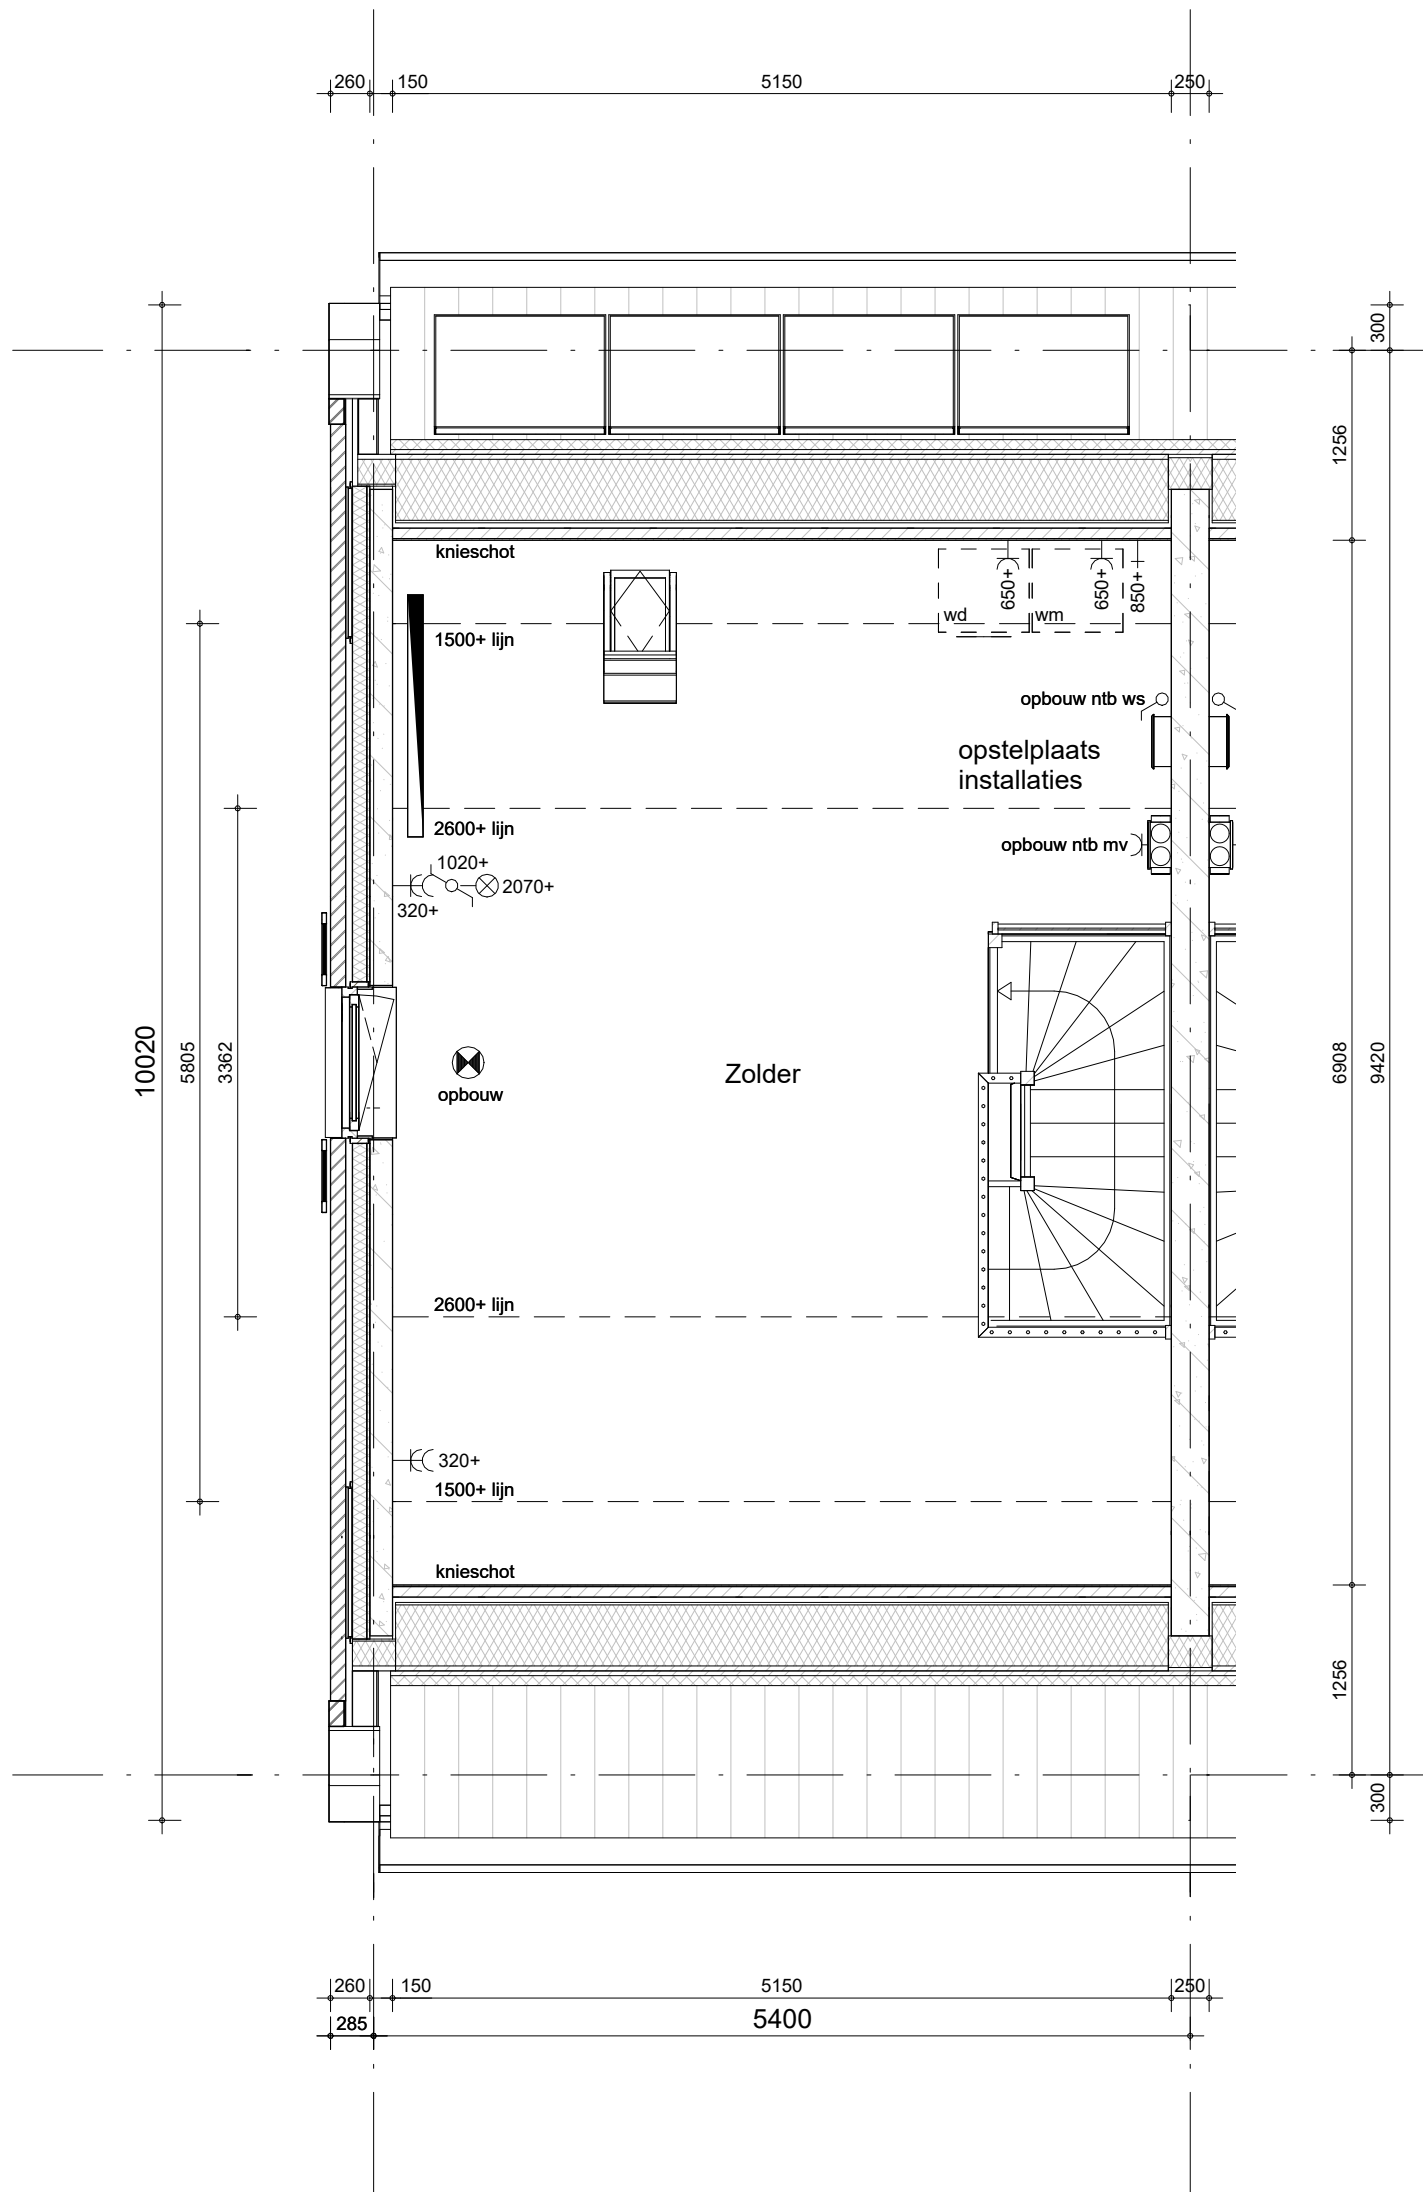 260
150
5150
250
300
1256
knieschot
650+
650+
850+
wd
wm
1500+ lijn
opbouw ntb ws
opstelplaats
installaties
2600+ lijn
opbouw ntb mv
1020+
2070+
320+
10020
5805
3362
Zolder
opbouw
6908
9420
2600+ lijn
320+
1500+ lijn
knieschot
1256
300
260
150
5150
250
285
5400